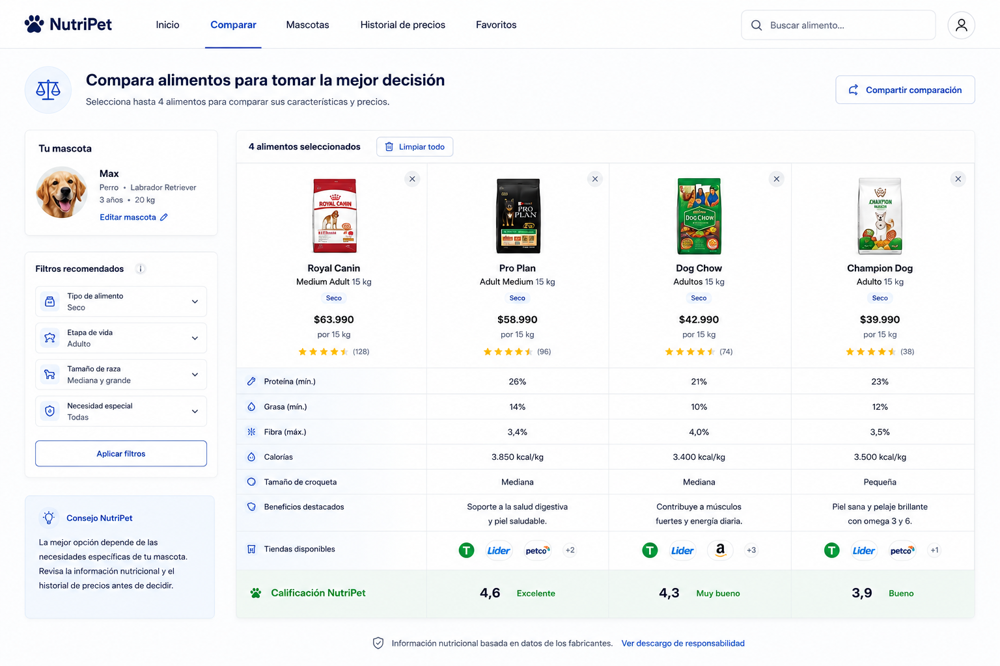 NutriPet
Inicio
Comparar
Mascotas
Historial de precios
Favoritos
Buscar alimento...
Compara alimentos para tomar la mejor decisión
Selecciona hasta 4 alimentos para comparar sus características y precios.
Compartir comparación
Tu mascota
Max
Perro • Labrador Retriever
3 años • 20 kg
Editar mascota
Filtros recomendados
Tipo de alimento
Seco
Etapa de vida
Adulto
Tamaño de raza
Mediana y grande
Necesidad especial
Todas
Aplicar filtros
Consejo NutriPet
La mejor opción depende de las
necesidades específicas de tu mascota.
Revisa la información nutricional y el
historial de precios antes de decidir.
4 alimentos seleccionados
Limpiar todo
ROYAL CANIN
PRO
PLAN
DOG CHOW
CHAMPION
Royal Canin
Medium Adult 15 kg
Seco
$63.990
por 15 kg
(128)
Pro Plan
Adult Medium 15 kg
Seco
$58.990
por 15 kg
(96)
Dog Chow
Adultos 15 kg
Seco
$42.990
por 15 kg
(74)
Champion Dog
Adulto 15 kg
Seco
$39.990
por 15 kg
(38)
Proteína (mín.) 26% 21% 23%
Grasa (mín.) 14% 10% 12%
Fibra (máx.) 3,4% 4,0% 3,5%
Calorías 3.850 kcal/kg 3.400 kcal/kg 3.500 kcal/kg
Tamaño de croqueta Mediana Mediana Pequeña
Beneficios destacados
Soporte a la salud digestiva
y piel saludable.
Contribuye a músculos
fuertes y energía diaria.
Piel sana y pelaje brillante
con omega 3 y 6.
Tiendas disponibles
T Lider petco +2
T Lider a +3
T Lider petco +1
Calificación NutriPet
4,6 Excelente
4,3 Muy bueno
3,9 Bueno
Información nutricional basada en datos de los fabricantes. Ver descargo de responsabilidad